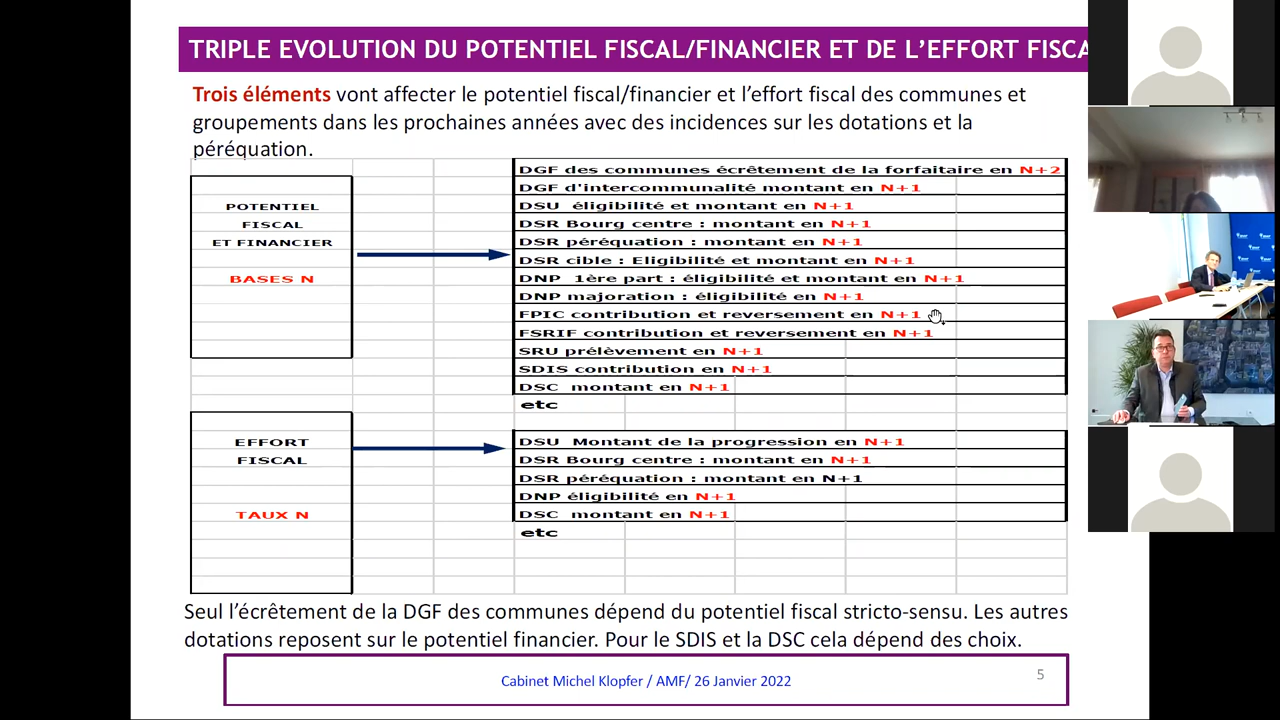 TRIPLE EVOLUTION DU POTENTIEL FISCAL/FINANCIER ET DE L’EFFORT FISCA
Trois éléments vont affecter le potentiel fiscal/financier et l’effort fiscal des communes et
groupements dans les prochaines années avec des incidences sur les dotations et la
péréquation.
POTENTIEL
FISCAL
ET FINANCIER
BASES N
DGF des communes écrêtement de la forfaitaire en N+2
DGF d'intercommunalité montant en N+1
DSU éligibilité et montant en N+1
DSR Bourg centre : montant en N+1
DSR péréquation : montant en N+1
DSR cible : Eligibilité et montant en N+1
DNP 1ère part : éligibilité et montant en N+1
DNP majoration : éligibilité en N+1
FPIC contribution et reversement en N+1
FSRIF contribution et reversement en N+1
SRU prélèvement en N+1
SDIS contribution en N+1
DSC montant en N+1
etc
EFFORT
FISCAL
TAUX N
DSU Montant de la progression en N+1
DSR Bourg centre : montant en N+1
DSR péréquation : montant en N+1
DNP éligibilité en N+1
DSC montant en N+1
etc
Seul l’écrêtement de la DGF des communes dépend du potentiel fiscal stricto-sensu. Les autres
dotations reposent sur le potentiel financier. Pour le SDIS et la DSC cela dépend des choix.
Cabinet Michel Klopfer / AMF/ 26 Janvier 2022
5